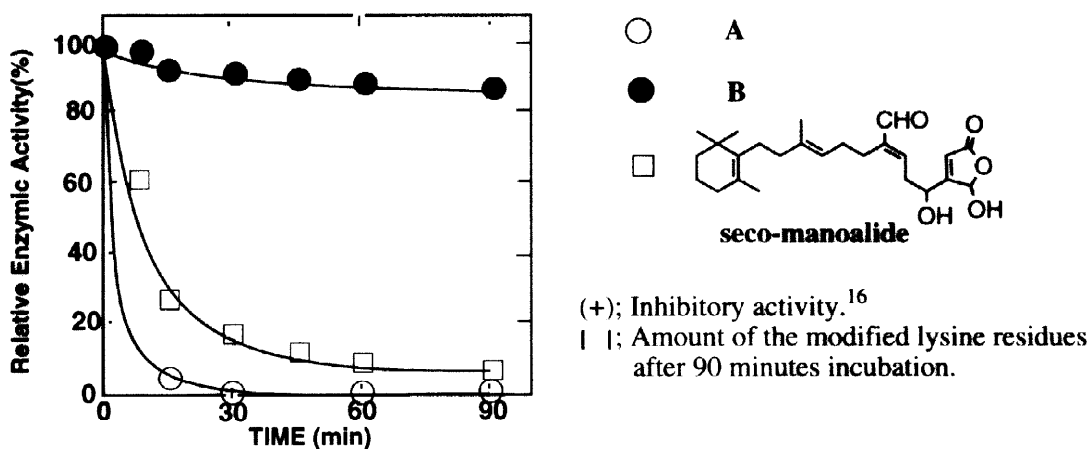 Relative Enzymic Activity(%)
100
80
60
40
20
0
0 30 60 90
TIME (min)
A
B
CHO
O
O
OH OH
seco-manoalide
(+); Inhibitory activity.16
[ ]; Amount of the modified lysine residues
after 90 minutes incubation.